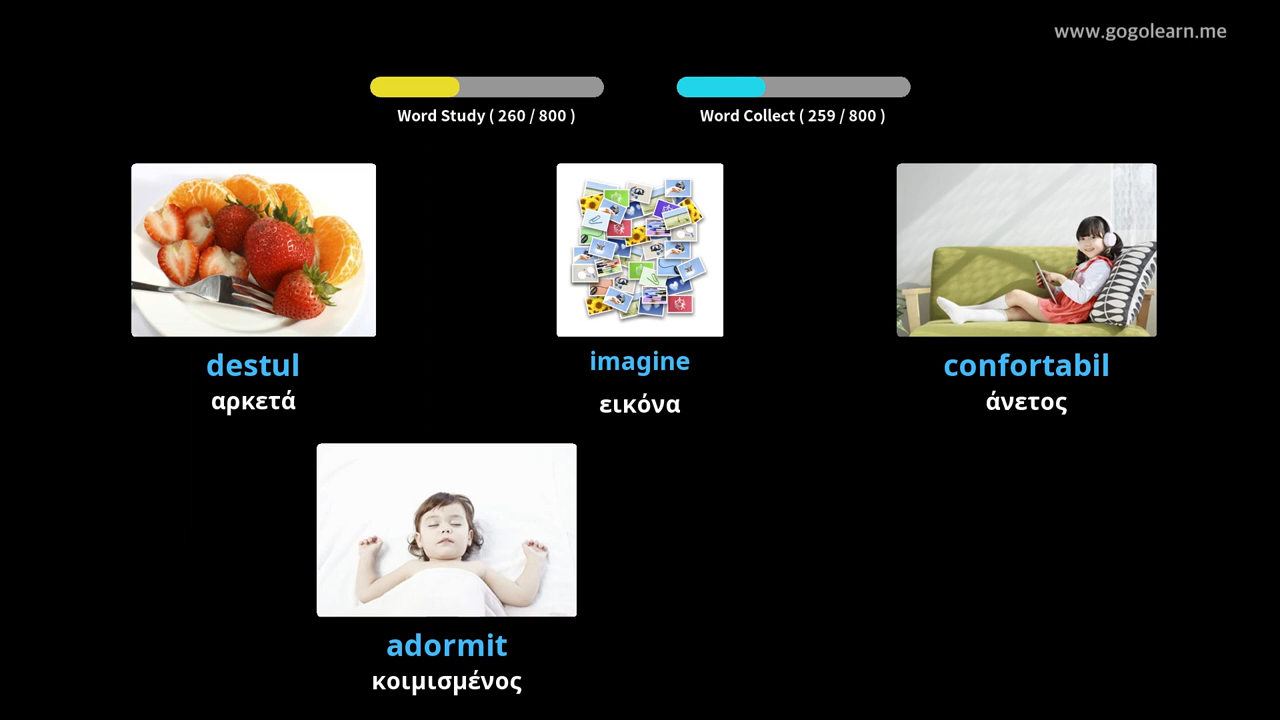 www.gogolearn.me
Word Study ( 260 / 800 )
Word Collect ( 259 / 800 )
destul
αρκετά
imagine
εικόνα
confortabil
άνετος
adormit
κοιμισμένος